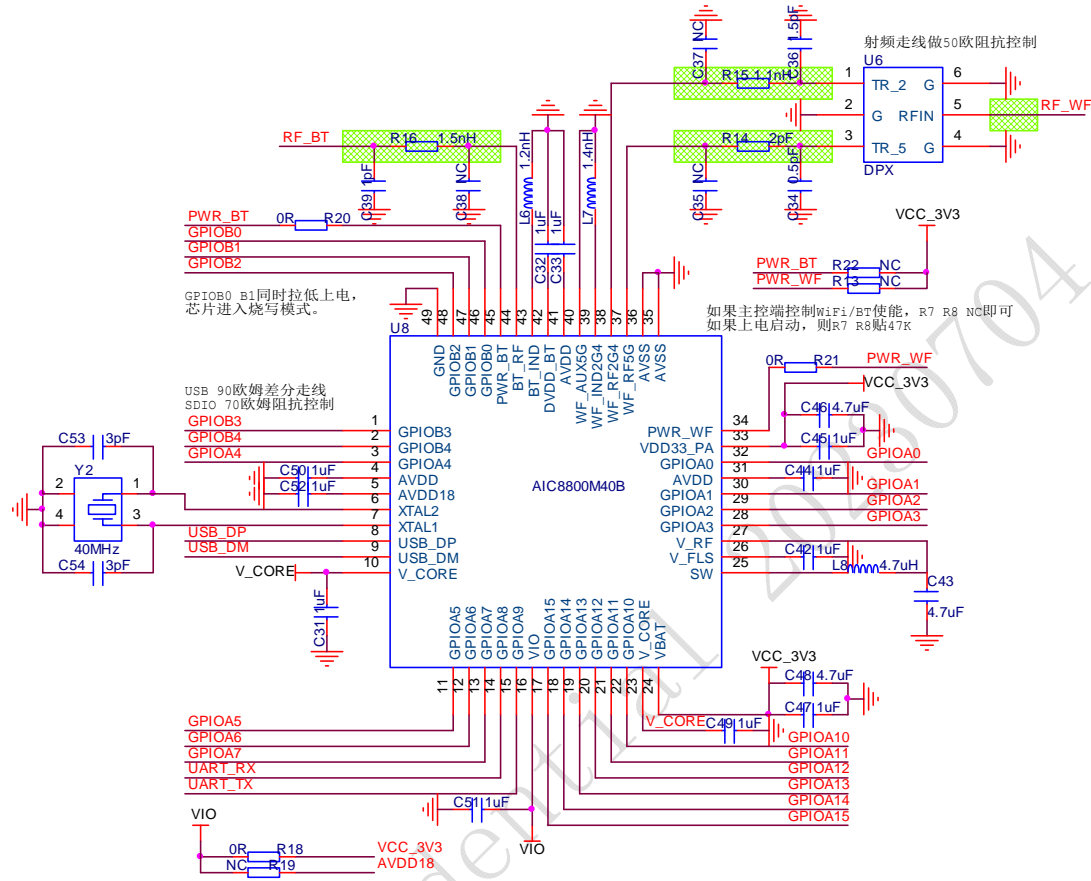 射频走线做50欧阻抗控制
C37 NC
C36 1.5pF
R15 1.1nH
U6
1 TR_2 G 6
2 G RFIN 5 RF_WF
3 TR_5 G 4
DPX
R14 2pF
C35 NC
C34 0.5pF
RF_BT R16 1.5nH
C39 1pF
C38 NC
L6 1.2nH
C32 1uF
C33 1uF
L7 1.4nH
PWR_BT 0R R20
GPIOB0
GPIOB1
GPIOB2
GPIOB0 B1同时拉低上电，
芯片进入烧写模式。
VCC_3V3
PWR_BT R22 NC
PWR_WF R13 NC
如果主控端控制WiFi/BT使能，R7 R8 NC即可
如果上电启动，则R7 R8贴47K
0R R21 PWR_WF
VCC_3V3
U8
49 48 47 46 45 44 43 42 41 40 39 38 37 36 35
GND
GPIOB2
GPIOB1
GPIOB0
PWR_BT
BT_RF
BT_IND
DVDD_BT
AVDD
WF_AUX5G
WF_IND2G4
WF_RF2G4
WF_RF5G
AVSS
AVSS
USB 90欧姆差分走线
SDIO 70欧姆阻抗控制
GPIOB3 1 GPIOB3
GPIOB4 2 GPIOB4
GPIOA4 3 GPIOA4
C50 1uF 4 AVDD
C52 1uF 5 AVDD18
6 XTAL2
7 XTAL1
USB_DP 8 USB_DP
USB_DM 9 USB_DM
V_CORE 10 V_CORE
C53 3pF
Y2
2 1
4 3
40MHz
C54 3pF
C31 1uF
AIC8800M40B
PWR_WF 34
VDD33_PA 33
GPIOA0 32 GPIOA0
AVDD 31
GPIOA1 30 GPIOA1
GPIOA2 29 GPIOA2
GPIOA3 28 GPIOA3
V_RF 27
V_FLS 26
SW 25
C46 4.7uF
C45 1uF
C44 1uF
C42 1uF
L8 4.7uH
C43
4.7uF
GPIOA5
GPIOA6
GPIOA7
GPIOA8
GPIOA9
VIO
GPIOA15
GPIOA14
GPIOA13
GPIOA12
GPIOA11
GPIOA10
V_CORE
VBAT
11 12 13 14 15 16 17 18 19 20 21 22 23 24
GPIOA5
GPIOA6
GPIOA7
UART_RX
UART_TX
C51 1uF
VIO
VCC_3V3
C48 4.7uF
C47 1uF
V_CORE C49 1uF
GPIOA10
GPIOA11
GPIOA12
GPIOA13
GPIOA14
GPIOA15
VIO
0R R18 VCC_3V3
NC R19 AVDD18
dential 20230704